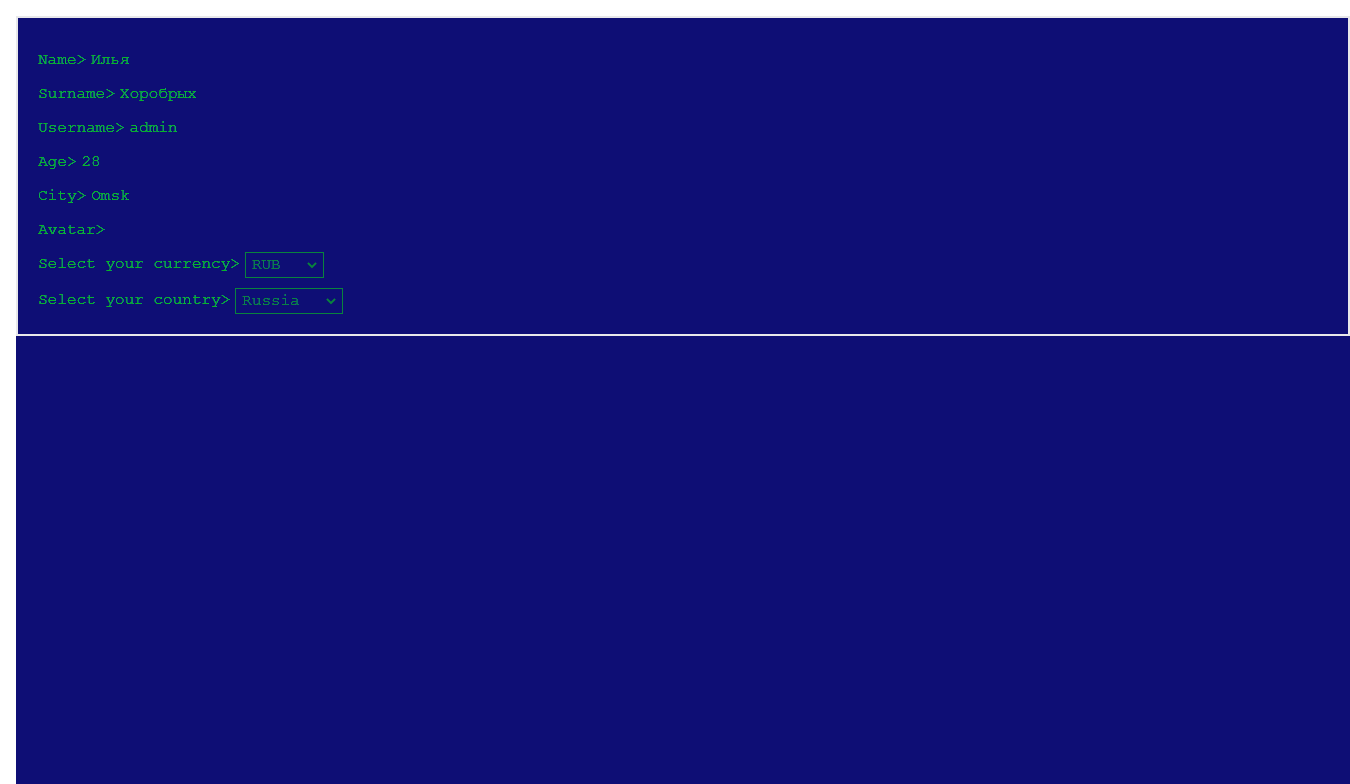 Name> Илья
Surname> Хоробрых
Username> admin
Age> 28
City> Omsk
Avatar>
Select your currency> RUB
Select your country> Russia